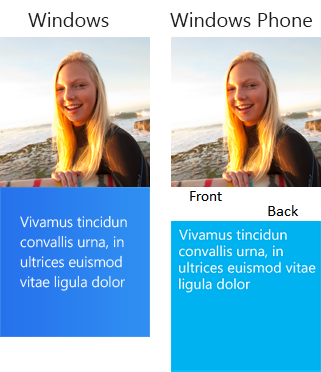 Windows
Windows Phone
Front
Back
Vivamus tincidun
convallis urna, in
ultrices euismod
vitae ligula dolor
Vivamus tincidun
convallis urna, in
ultrices euismod vitae
ligula dolor